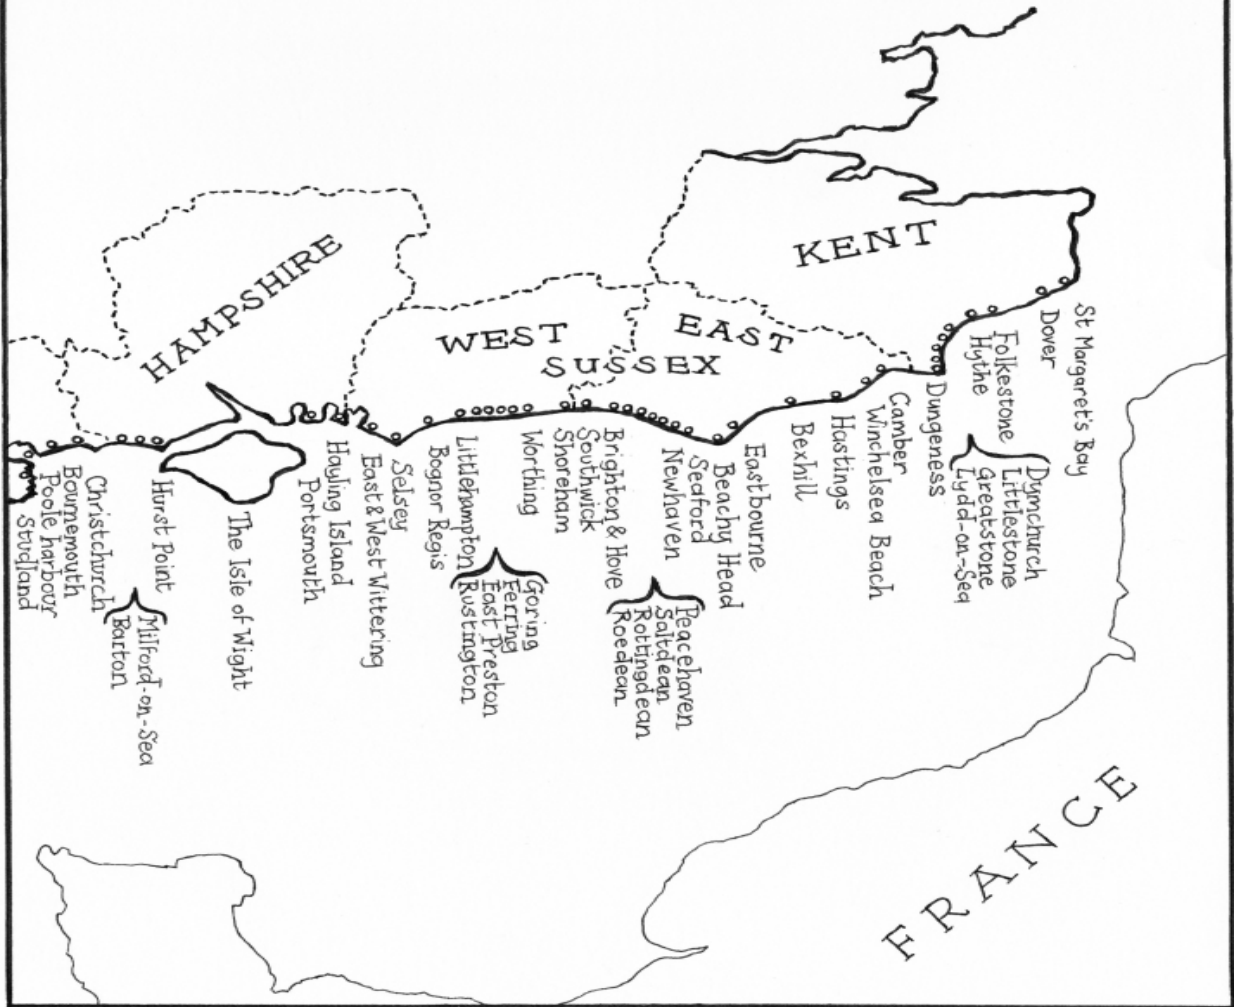 HAMPSHIRE
WEST
EAST
SUSSEX
KENT
FRANCE
Studland
Poole harbour
Bournemouth
Christchurch
Barton
Milford-on-Sea
Hurst Point
The Isle of Wight
Portsmouth
Hayling Island
East & West Wittering
Selsey
Bognor Regis
Littlehampton
Rustington
East Preston
Ferring
Goring
Worthing
Shoreham
Southwick
Brighton & Hove
Roedean
Rottingdean
Saltdean
Peacehaven
Newhaven
Seaford
Beachy Head
Eastbourne
Bexhill
Hastings
Winchelsea Beach
Camber
Dungeness
Lydd-on-Sea
Greatstone
Littlestone
Dymchurch
Hythe
Folkestone
Dover
St Margaret's Bay